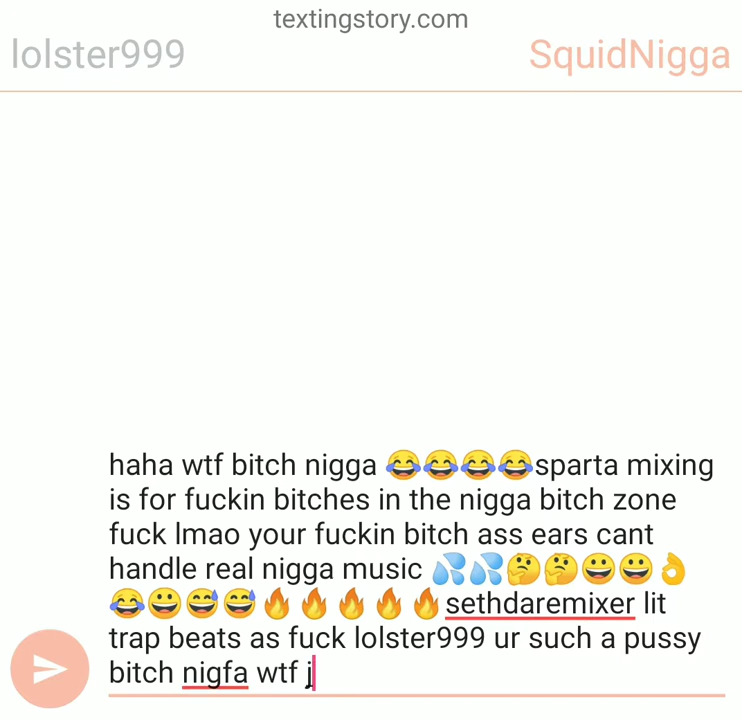 textingstory.com
lolster999 SquidNigga
haha wtf bitch nigga 😂😂😂😂sparta mixing
is for fuckin bitches in the nigga bitch zone
fuck lmao your fuckin bitch ass ears cant
handle real nigga music 💦💦🤔🤔😀😀👌
😂😀😅😅🔥🔥🔥🔥🔥sethdaremixer lit
trap beats as fuck lolster999 ur such a pussy
bitch nigfa wtf j